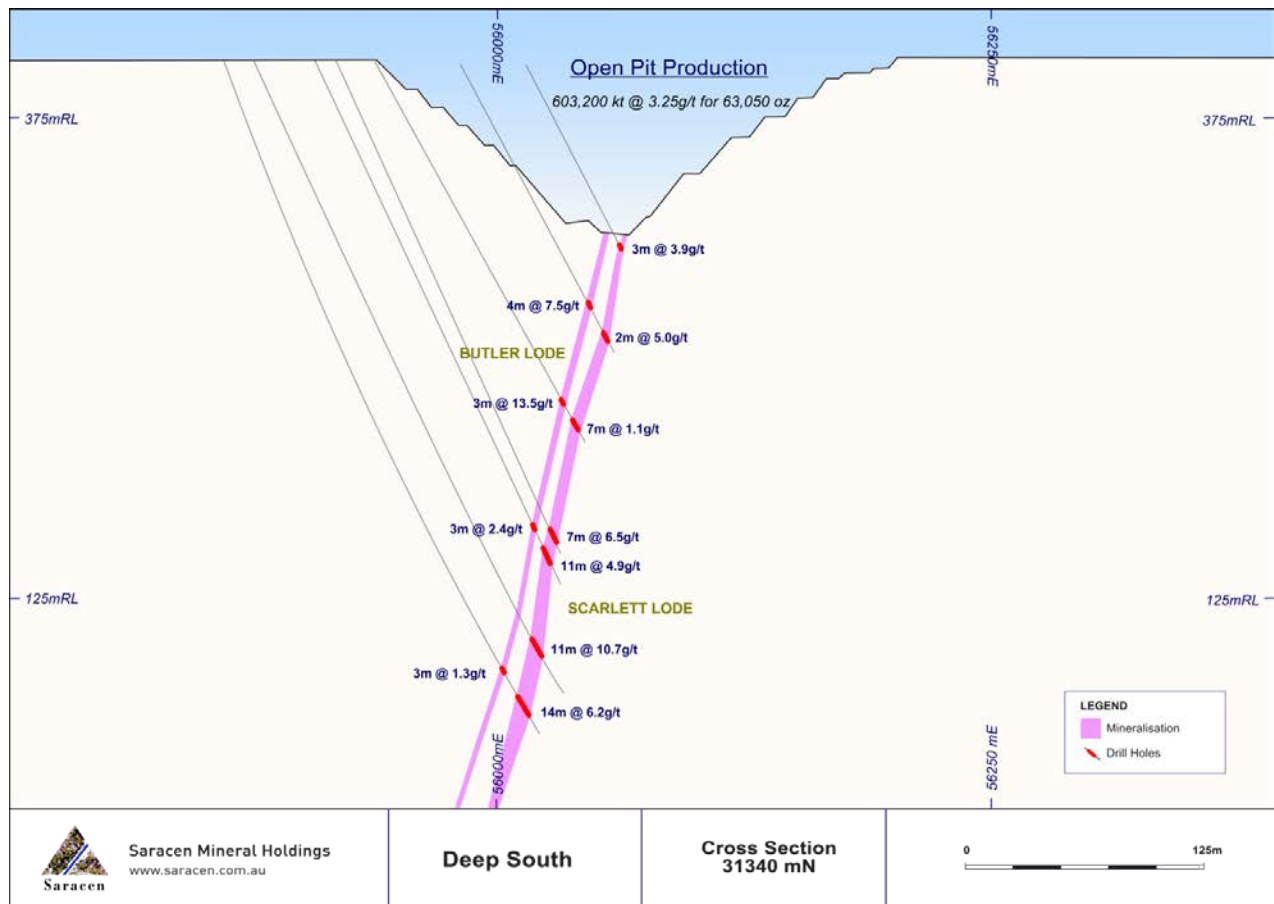 56000mE
56250mE
Open Pit Production
603,200 kt @ 3.25g/t for 63,050 oz
375mRL
375mRL
3m @ 3.9g/t
4m @ 7.5g/t
2m @ 5.0g/t
BUTLER LODE
3m @ 13.5g/t
7m @ 1.1g/t
3m @ 2.4g/t
7m @ 6.5g/t
11m @ 4.9g/t
125mRL
125mRL
SCARLETT LODE
11m @ 10.7g/t
3m @ 1.3g/t
14m @ 6.2g/t
LEGEND
Mineralisation
Drill Holes
56000mE
56250 mE
Saracen
Saracen Mineral Holdings
www.saracen.com.au
Deep South
Cross Section
31340 mN
0
125m